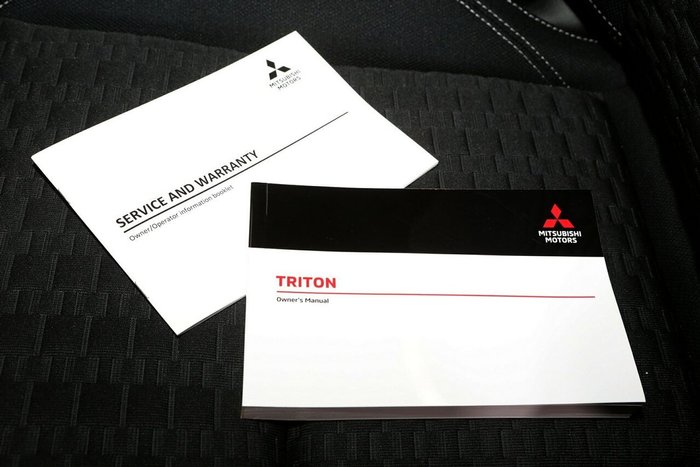 MITSUBISHI
MOTORS
SERVICE AND WARRANTY
Owner/Operator information booklet
MITSUBISHI
MOTORS
TRITON
Owner's Manual